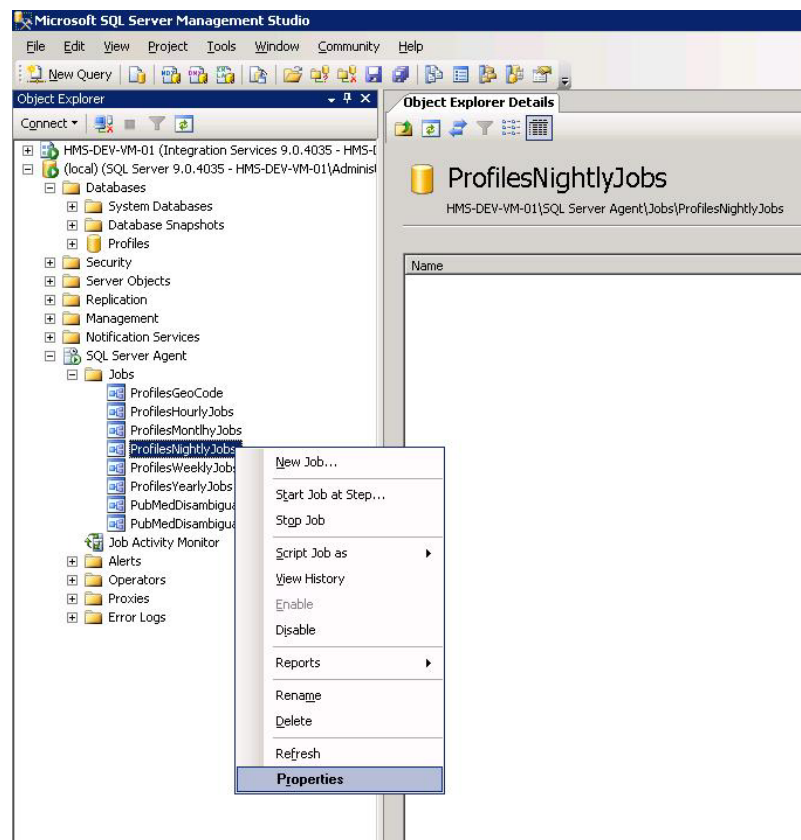 Microsoft SQL Server Management Studio
File Edit View Project Tools Window Community Help
New Query
Object Explorer
Object Explorer Details
Connect
HMS-DEV-VM-01 (Integration Services 9.0.4035 - HMS-
(local) (SQL Server 9.0.4035 - HMS-DEV-VM-01\Adminis
Databases
System Databases
Database Snapshots
Profiles
Security
Server Objects
Replication
Management
Notification Services
SQL Server Agent
Jobs
ProfilesGeoCode
ProfilesHourlyJobs
ProfilesMontlhyJobs
ProfilesNightlyJobs
ProfilesWeeklyJobs
ProfilesYearlyJobs
PubMedDisambigua
PubMedDisambigua
Job Activity Monitor
Alerts
Operators
Proxies
Error Logs
New Job...
Start Job at Step...
Stop Job
Script Job as
View History
Enable
Disable
Reports
Rename
Delete
Refresh
Properties
ProfilesNightlyJobs
HMS-DEV-VM-01\SQL Server Agent\Jobs\ProfilesNightlyJobs
Name